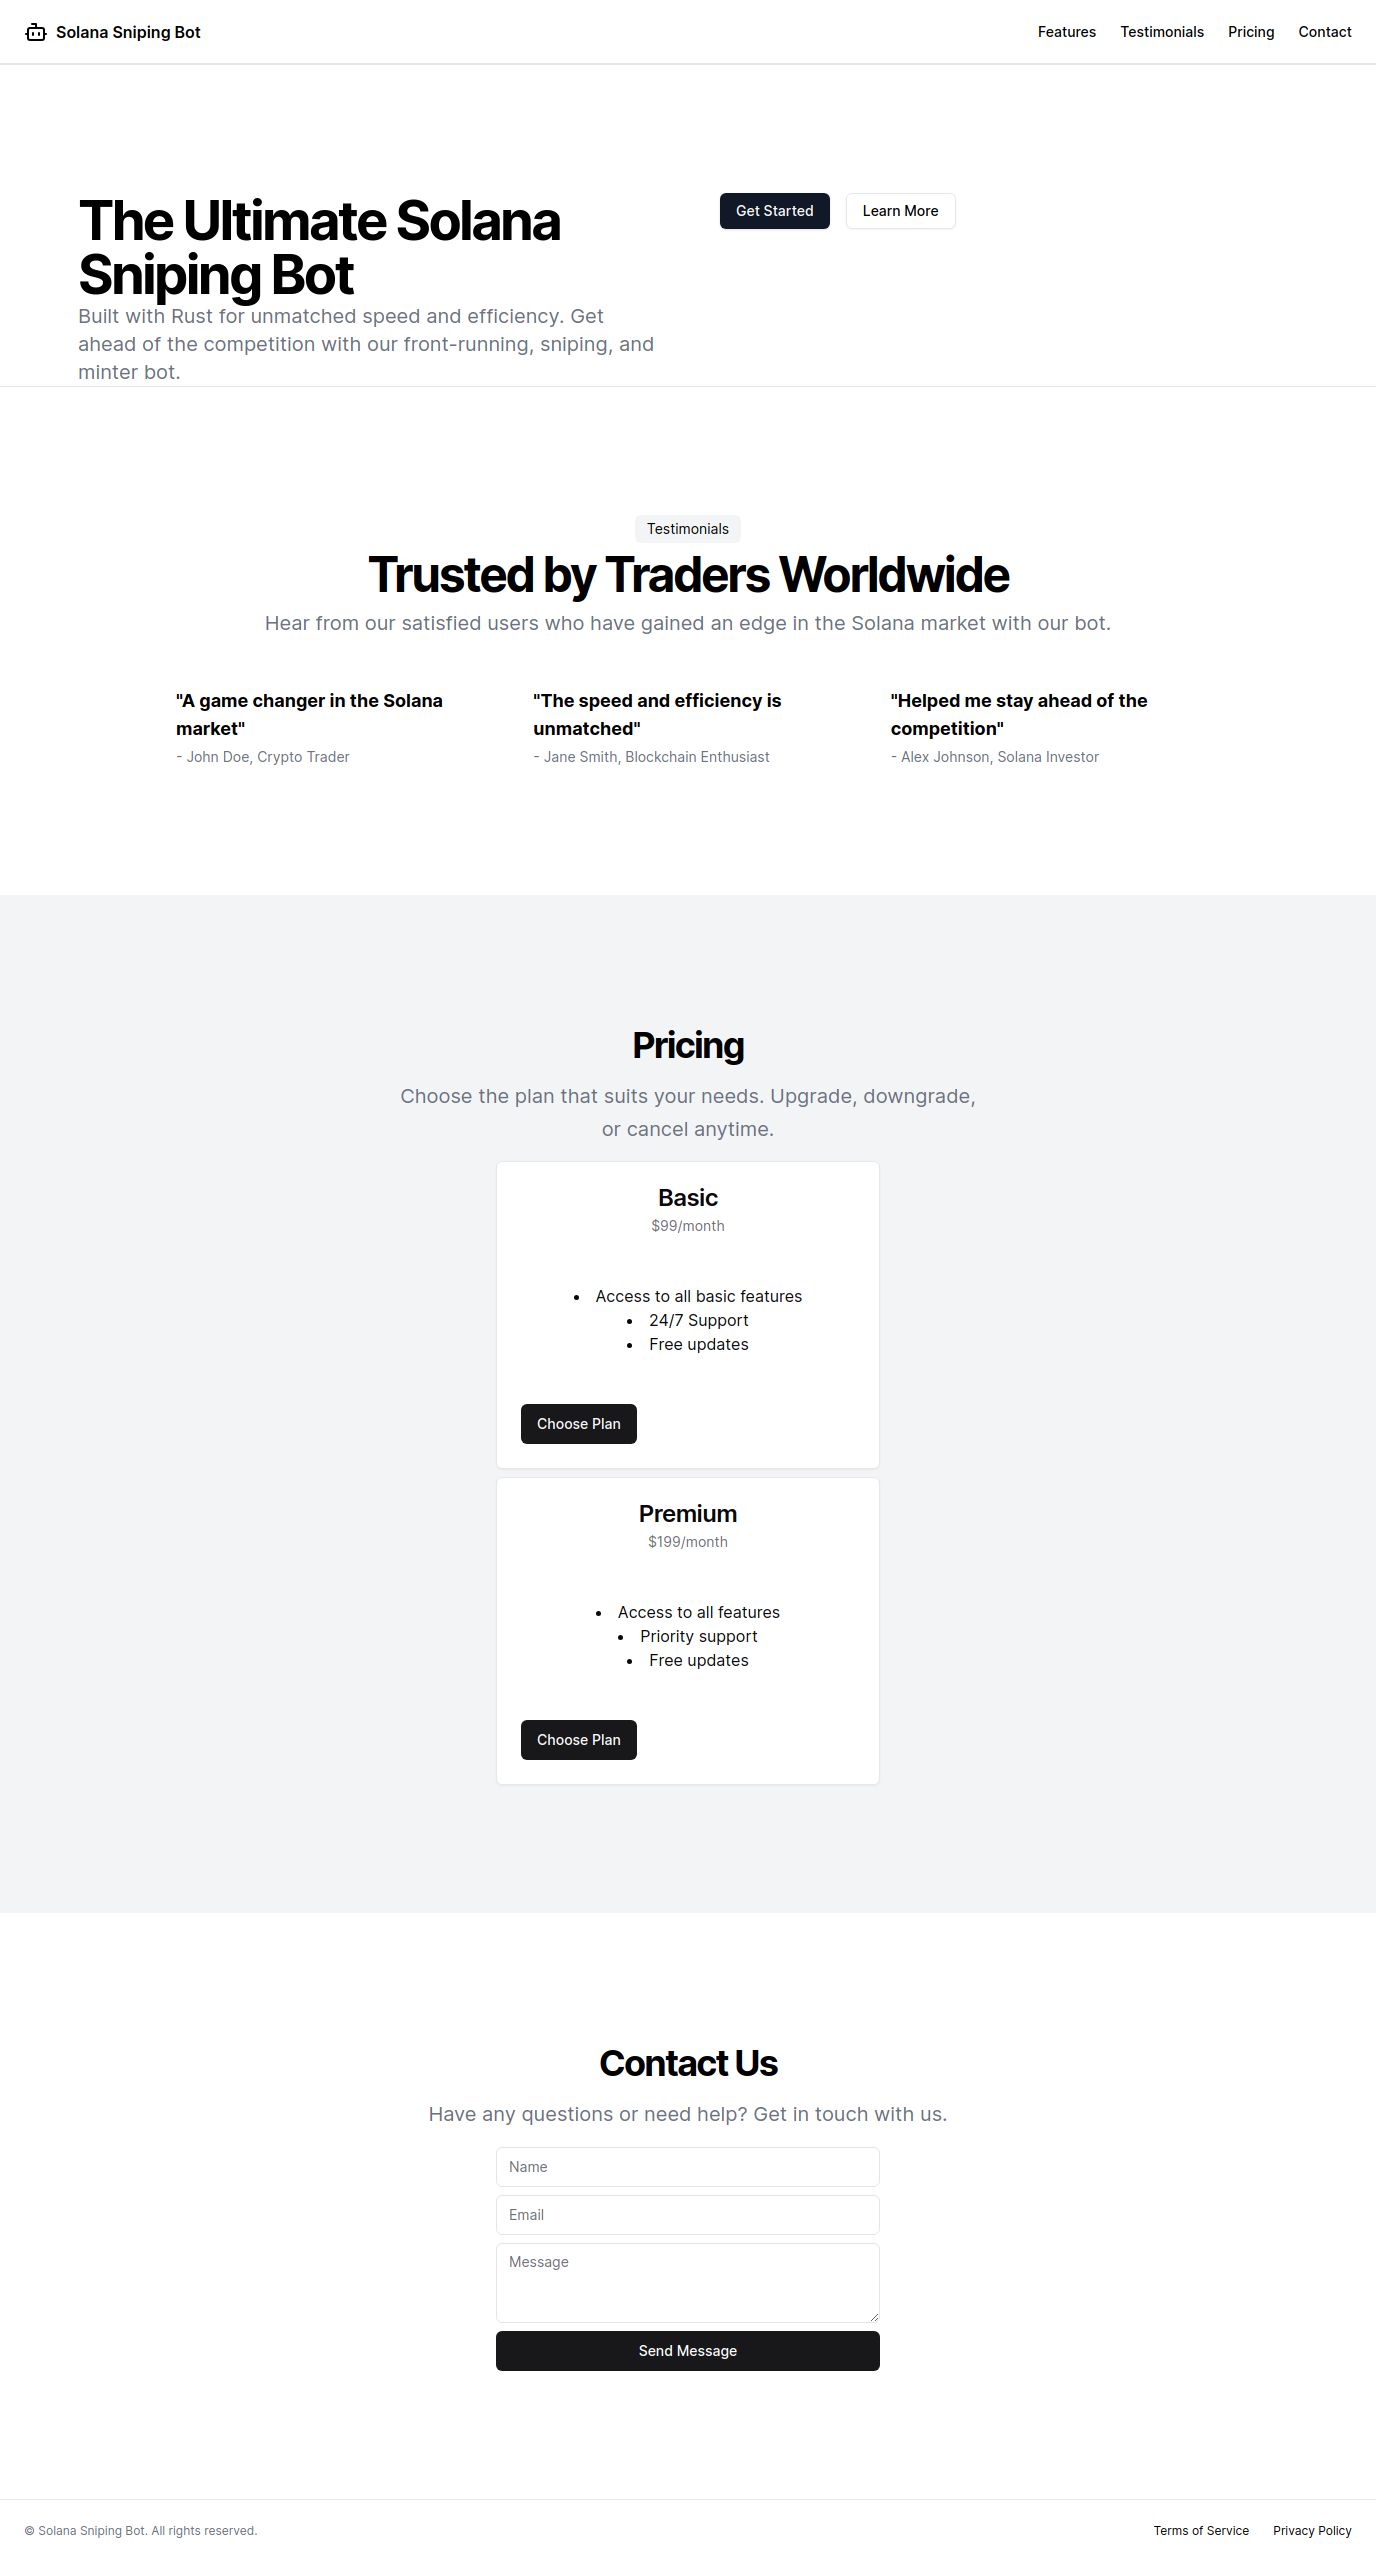 Solana Sniping Bot
Features
Testimonials
Pricing
Contact
The Ultimate Solana
Sniping Bot
Built with Rust for unmatched speed and efficiency. Get
ahead of the competition with our front-running, sniping, and
minter bot.
Get Started
Learn More
Testimonials
Trusted by Traders Worldwide
Hear from our satisfied users who have gained an edge in the Solana market with our bot.
"A game changer in the Solana
market"
- John Doe, Crypto Trader
"The speed and efficiency is
unmatched"
- Jane Smith, Blockchain Enthusiast
"Helped me stay ahead of the
competition"
- Alex Johnson, Solana Investor
Pricing
Choose the plan that suits your needs. Upgrade, downgrade,
or cancel anytime.
Basic
$99/month
• Access to all basic features
• 24/7 Support
• Free updates
Choose Plan
Premium
$199/month
• Access to all features
• Priority support
• Free updates
Choose Plan
Contact Us
Have any questions or need help? Get in touch with us.
Name
Email
Message
Send Message
© Solana Sniping Bot. All rights reserved.
Terms of Service
Privacy Policy